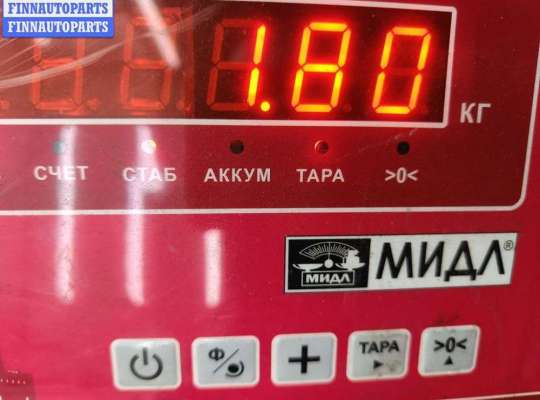 FINNAUTOPARTS
FINNAUTOPARTS
1.80
КГ
СЧЕТ СТАБ АККУМ ТАРА >0<
МИДЛ МИДЛ®
Ф + ТАРА >0<